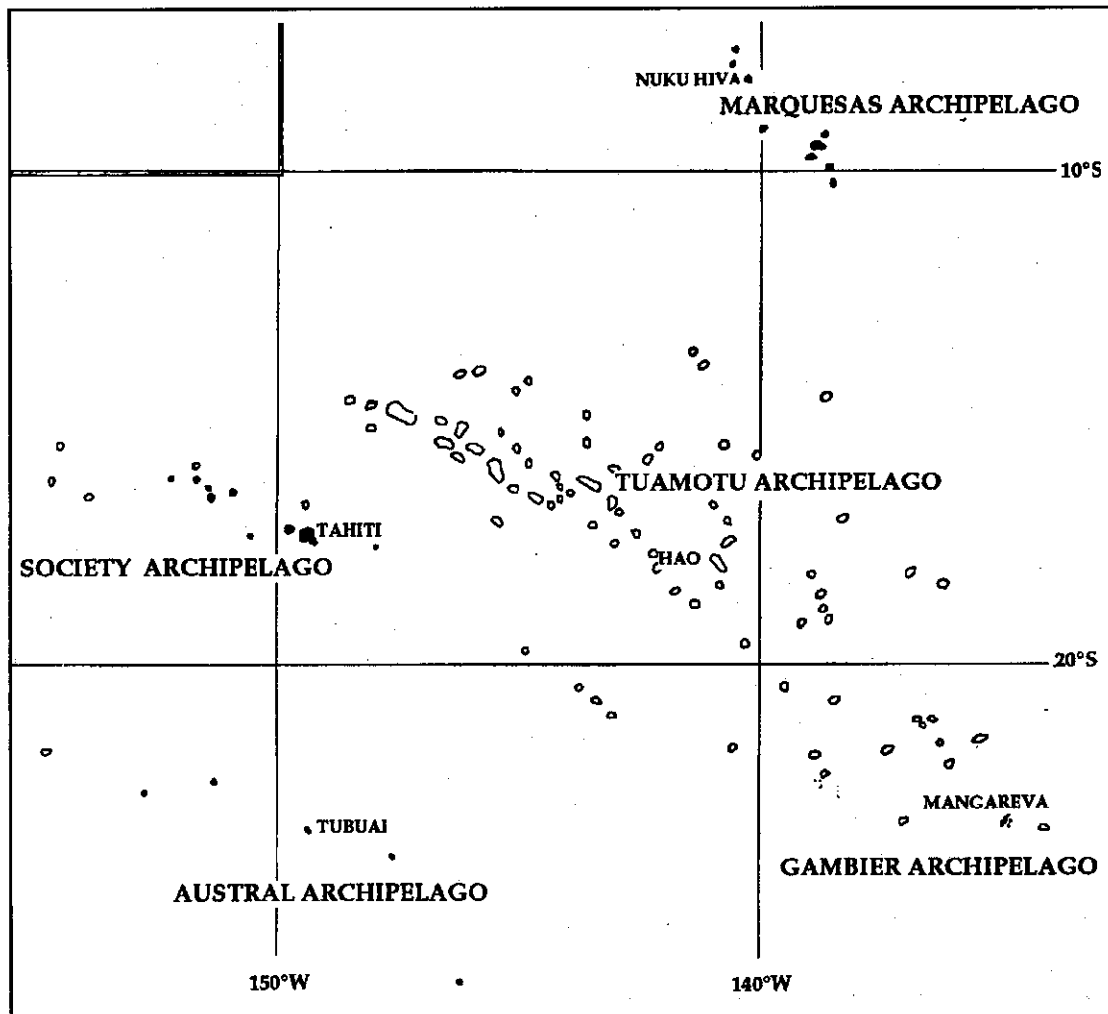 NUKU HIVA
MARQUESAS ARCHIPELAGO
10°S
TUAMOTU ARCHIPELAGO
TAHITI
HAO
SOCIETY ARCHIPELAGO
20°S
MANGAREVA
TUBUAI
GAMBIER ARCHIPELAGO
AUSTRAL ARCHIPELAGO
150°W
140°W